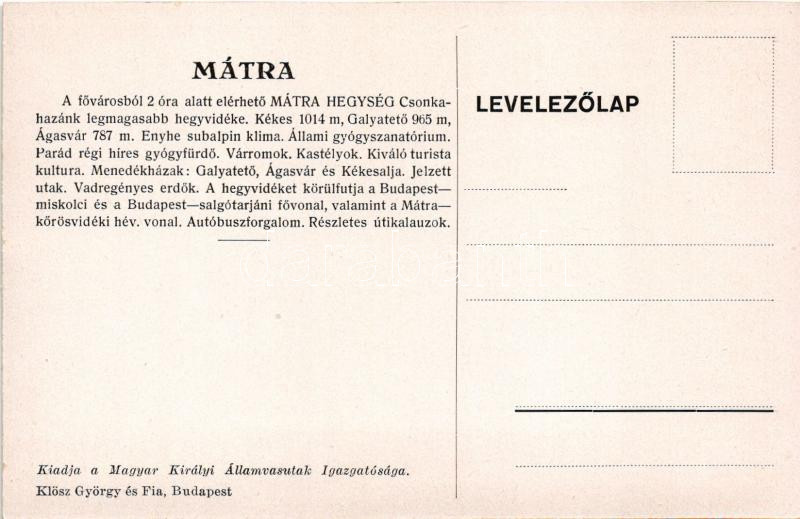 MÁTRA
A fővárosból 2 óra alatt elérhető MÁTRA HEGYSÉG Csonka-
hazánk legmagasabb hegyvidéke. Kékes 1014 m, Galyatető 965 m,
Ágasvár 787 m. Enyhe subalpin klima. Állami gyógyszanatórium.
Parád régi híres gyógyfürdő. Várromok. Kastélyok. Kiváló turista
kultura. Menedékházak: Galyatető, Ágasvár és Kékesalja. Jelzett
utak. Vadregényes erdők. A hegyvidéket körülfutja a Budapest—
miskolci és a Budapest—salgótarjáni fővonal, valamint a Mátra—
kőrösvidéki hév. vonal. Autóbuszforgalom. Részletes útikalauzok.
LEVELEZŐLAP
Kiadja a Magyar Királyi Államvasutak Igazgatósága.
Klösz György és Fia, Budapest